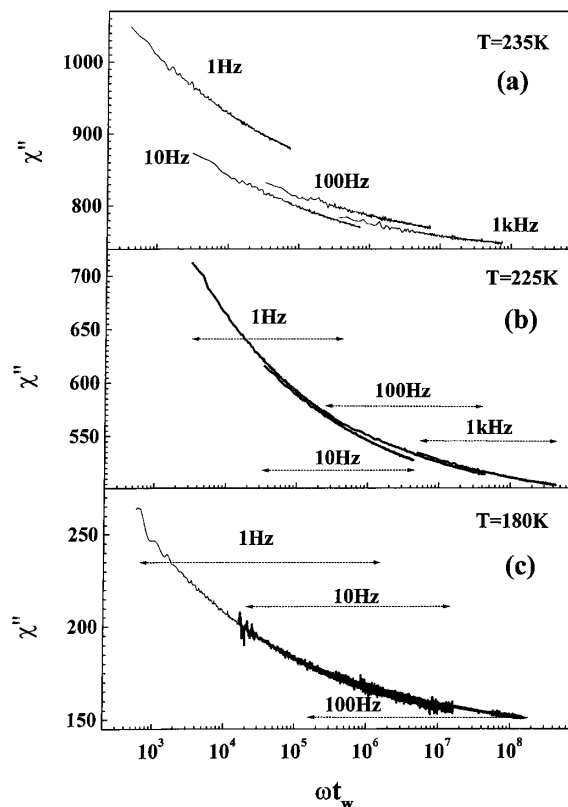 T=235K
(a)
1000
900
800
χ''
1Hz
10Hz
100Hz
1kHz
T=225K
(b)
700
650
600
550
χ''
1Hz
100Hz
1kHz
10Hz
T=180K
(c)
250
200
150
χ''
1Hz
10Hz
100Hz
10³ 10⁴ 10⁵ 10⁶ 10⁷ 10⁸
ωt_w